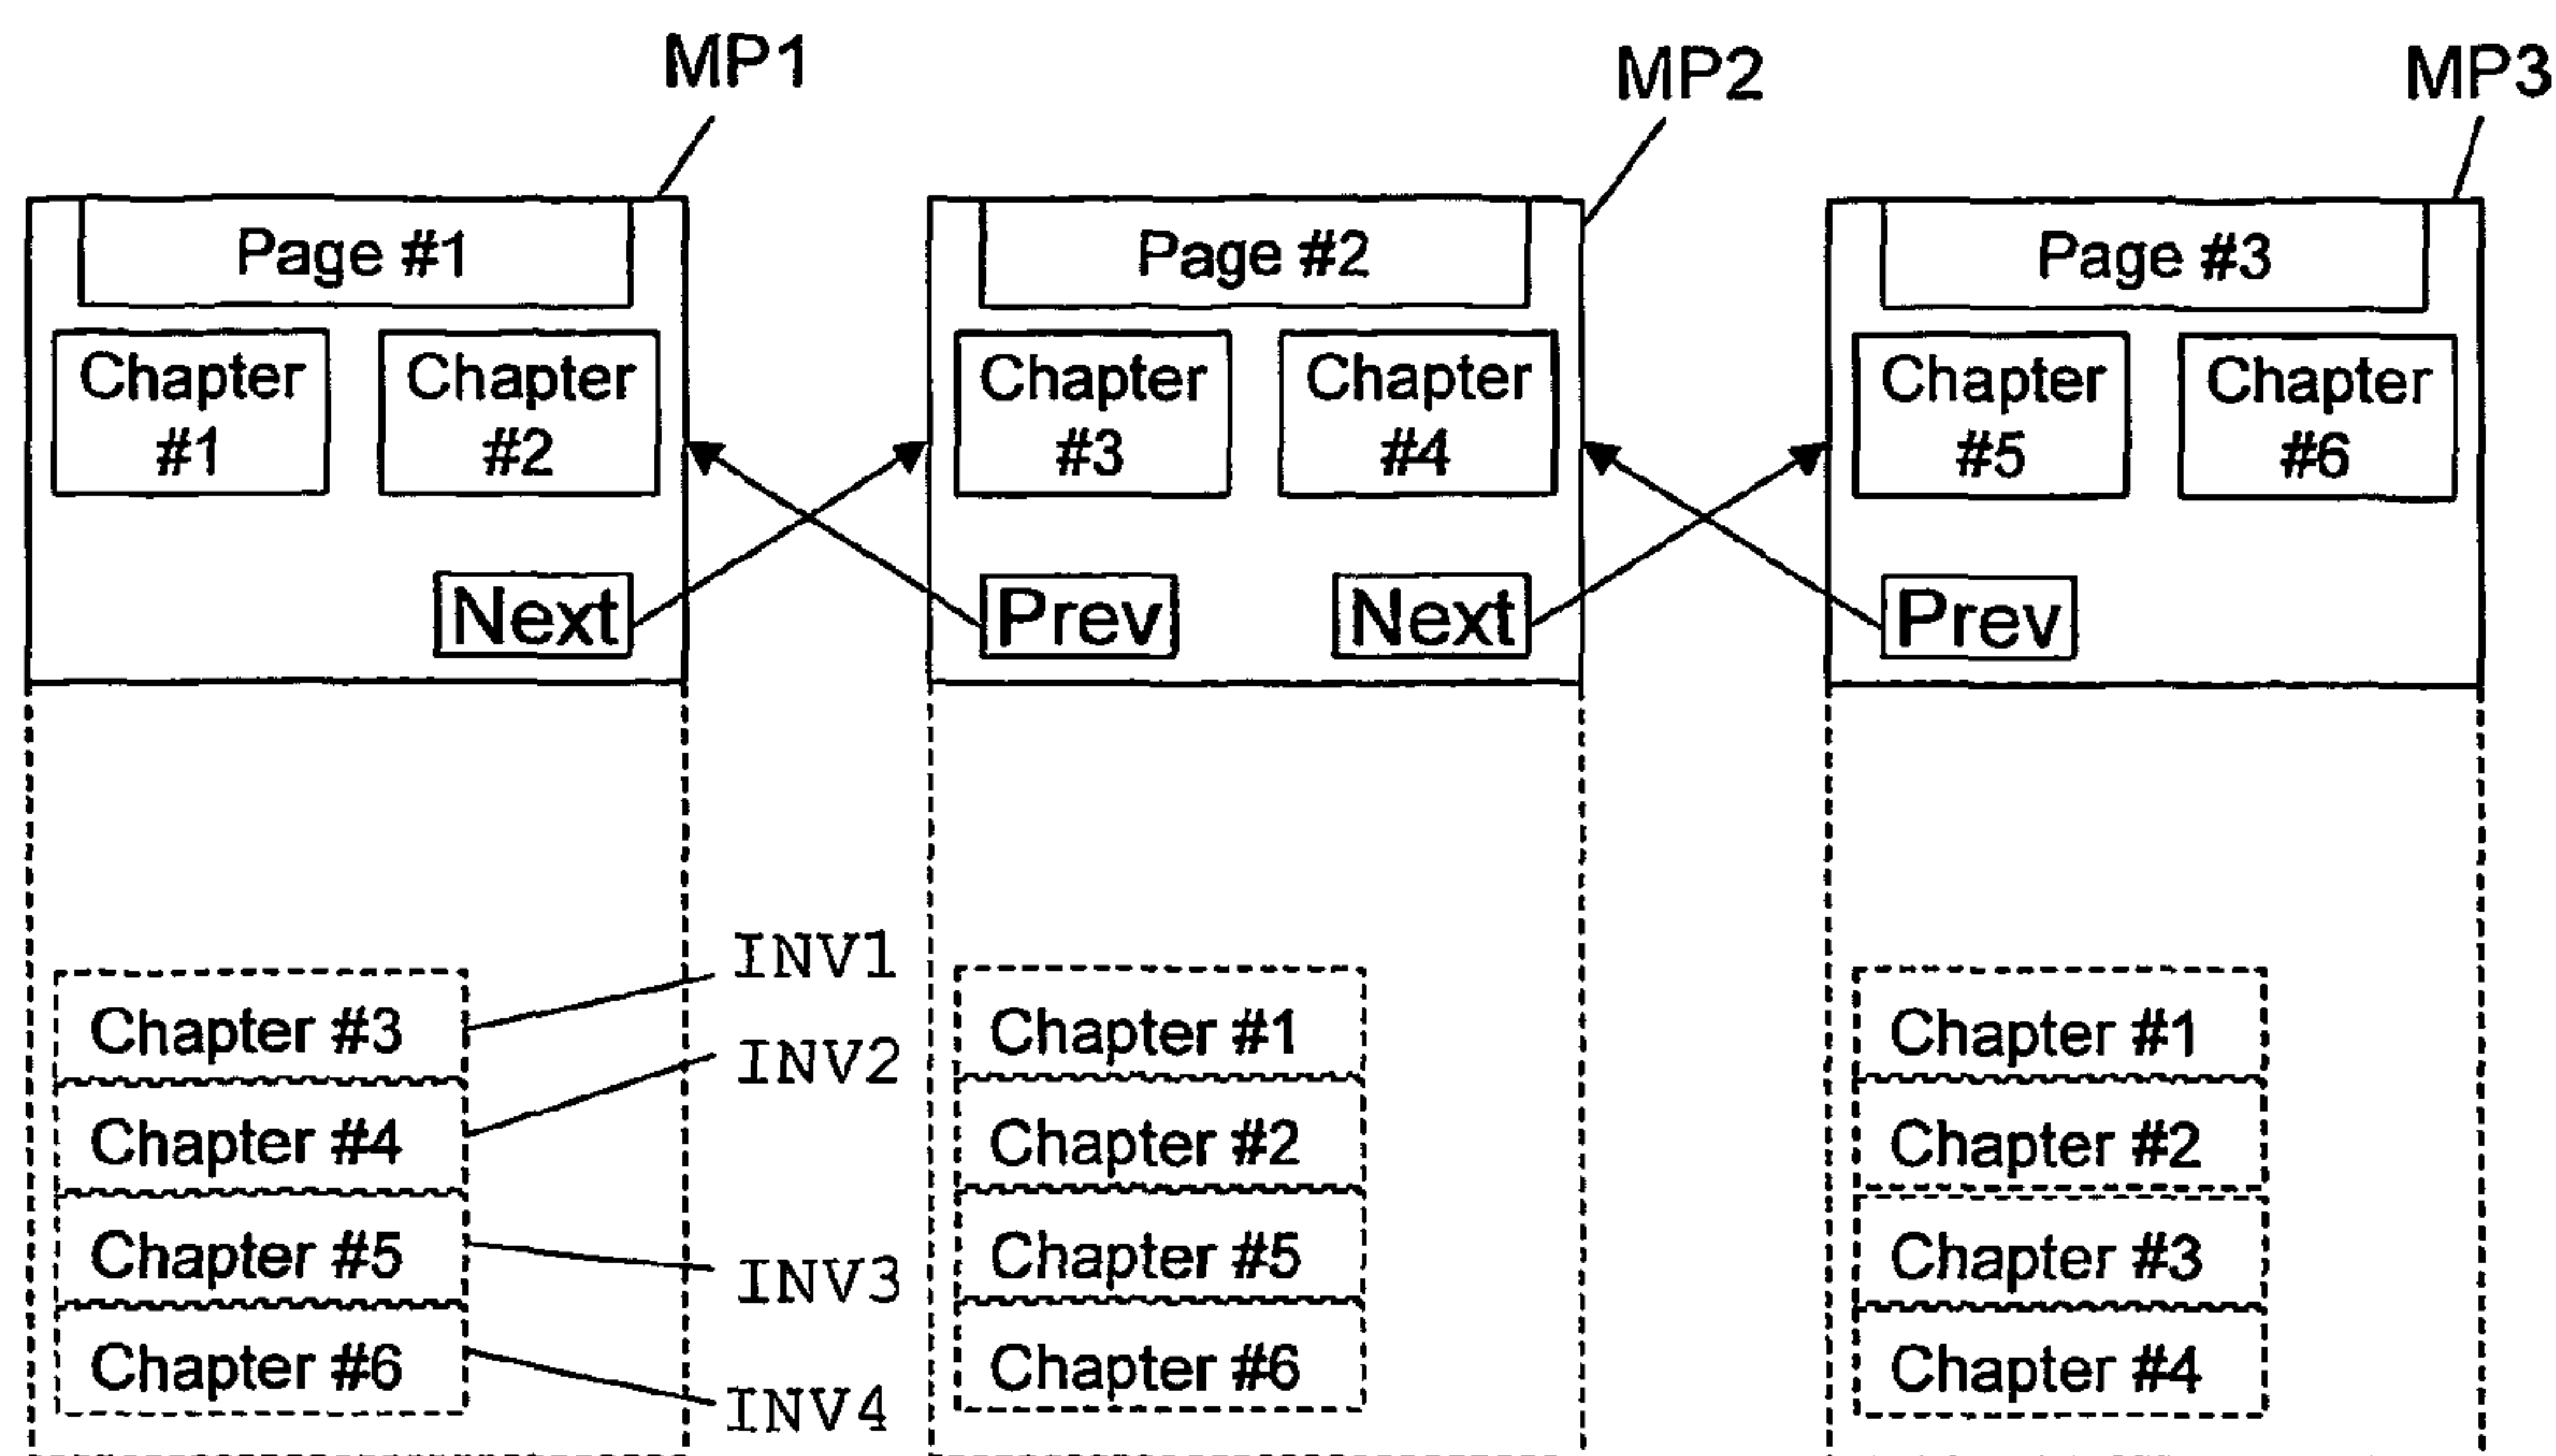 MP1
MP2
MP3
Page #1
Page #2
Page #3
Chapter
#1
Chapter
#2
Chapter
#3
Chapter
#4
Chapter
#5
Chapter
#6
Next
Prev
Next
Prev
Chapter #3
Chapter #4
Chapter #5
Chapter #6
INV1
INV2
INV3
INV4
Chapter #1
Chapter #2
Chapter #5
Chapter #6
Chapter #1
Chapter #2
Chapter #3
Chapter #4